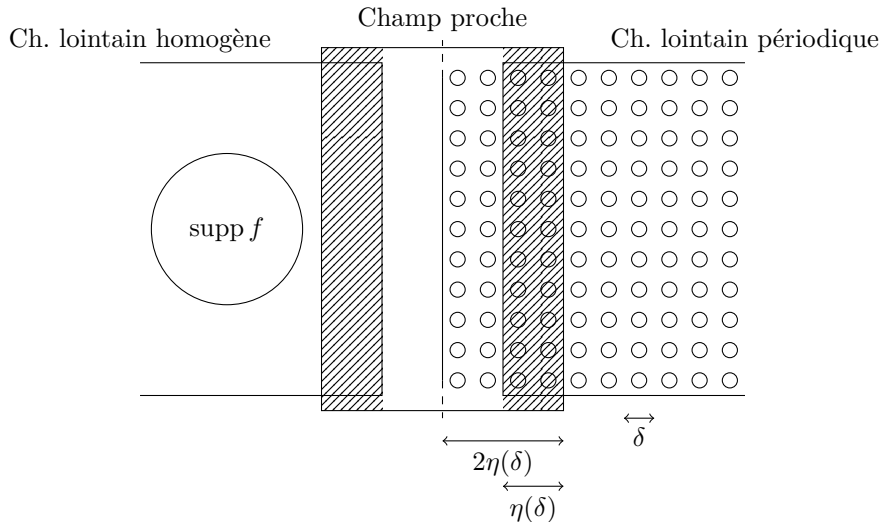 Champ proche
Ch. lointain homogène
Ch. lointain périodique
supp f
δ
2η(δ)
η(δ)